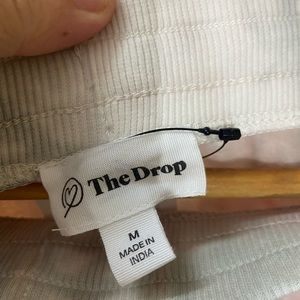 The Drop
M
MADE IN
INDIA